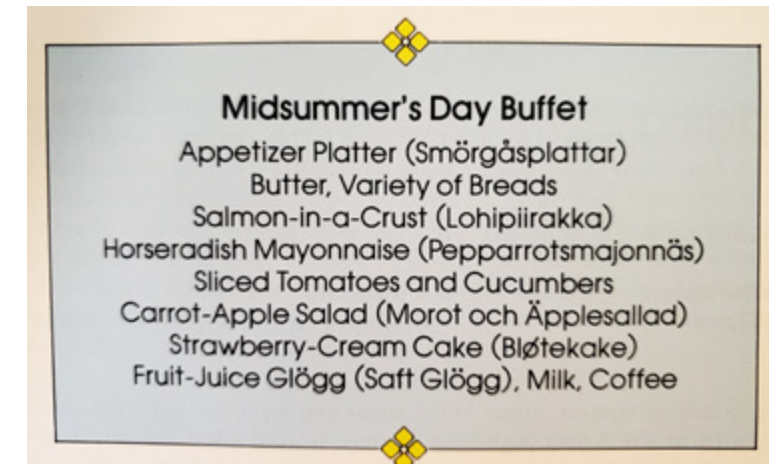 Midsummer's Day Buffet
Appetizer Platter (Smörgåsplattar)
Butter, Variety of Breads
Salmon-in-a-Crust (Lohipiirakka)
Horseradish Mayonnaise (Pepparrotsmajonnäs)
Sliced Tomatoes and Cucumbers
Carrot-Apple Salad (Morot och Äpplesallad)
Strawberry-Cream Cake (Bløtekake)
Fruit-Juice Glögg (Saft Glögg), Milk, Coffee